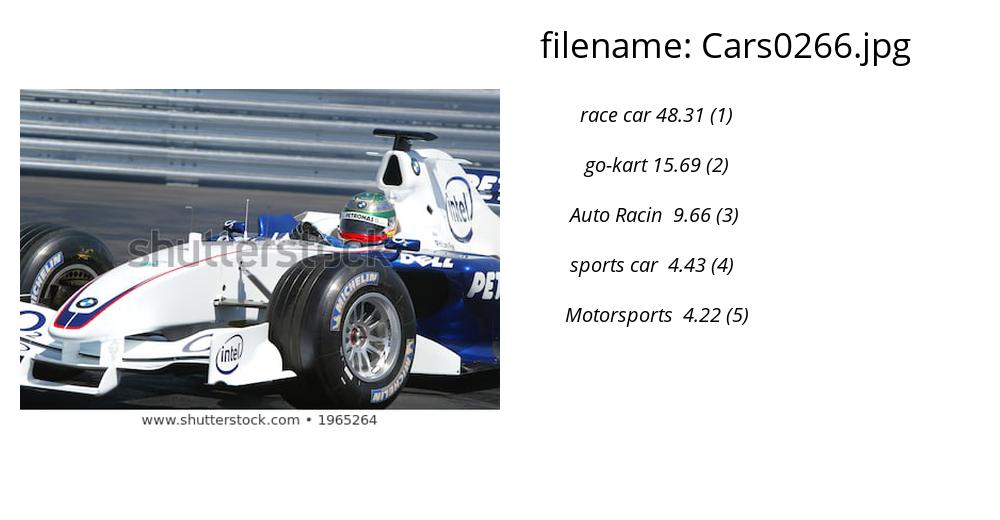 filename: Cars0266.jpg
race car 48.31 (1)
go-kart 15.69 (2)
Auto Racin 9.66 (3)
sports car 4.43 (4)
Motorsports 4.22 (5)
intel
PETRONAS
shutterstock
DELL
PET
MICHELIN
MICHELIN
intel
MICHELIN
www.shutterstock.com • 1965264